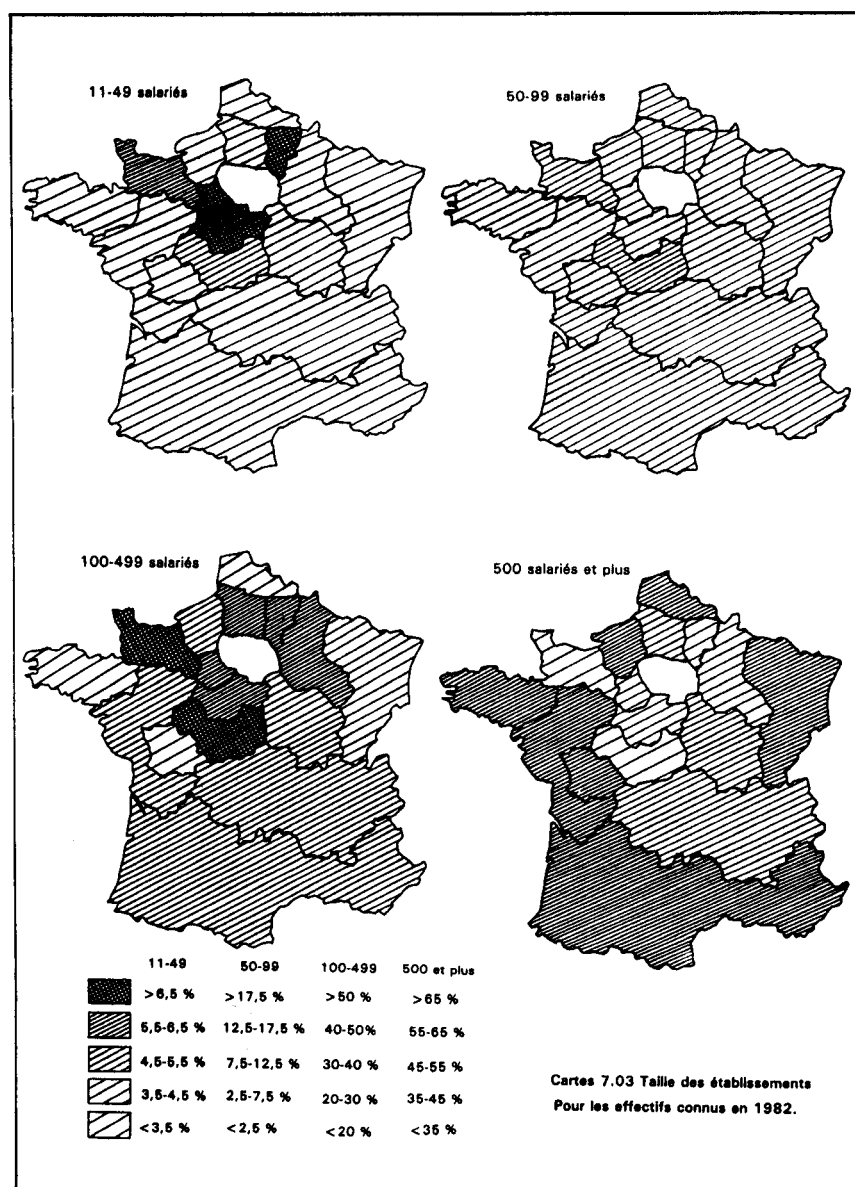 11-49 salariés
50-99 salariés
100-499 salariés
500 salariés et plus
11-49 50-99 100-499 500 et plus
>6,5 % >17,5 % >50 % >65 %
5,5-6,5 % 12,5-17,5 % 40-50% 55-65 %
4,5-5,5 % 7,5-12,5 % 30-40 % 45-55 %
3,5-4,5 % 2,5-7,5 % 20-30 % 35-45 %
<3,5 % <2,5 % <20 % <35 %
Cartes 7.03 Taille des établissements
Pour les effectifs connus en 1982.